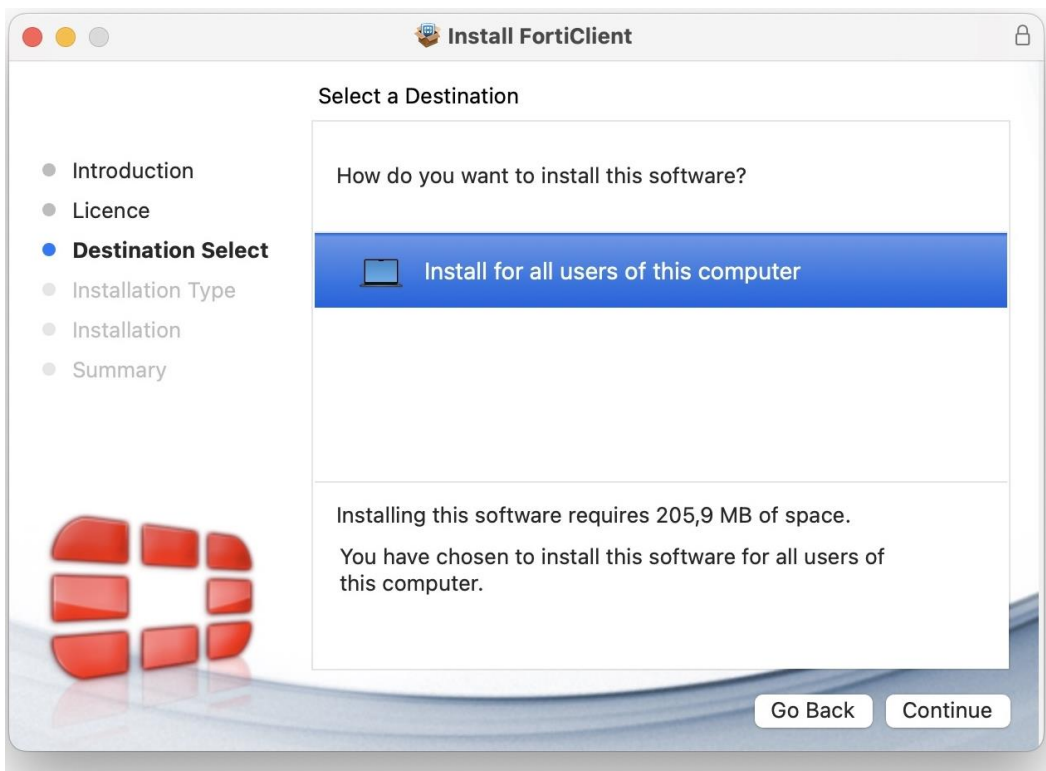 Install FortiClient
Select a Destination
Introduction
Licence
Destination Select
Installation Type
Installation
Summary
How do you want to install this software?
Install for all users of this computer
Installing this software requires 205,9 MB of space.
You have chosen to install this software for all users of
this computer.
Go Back
Continue